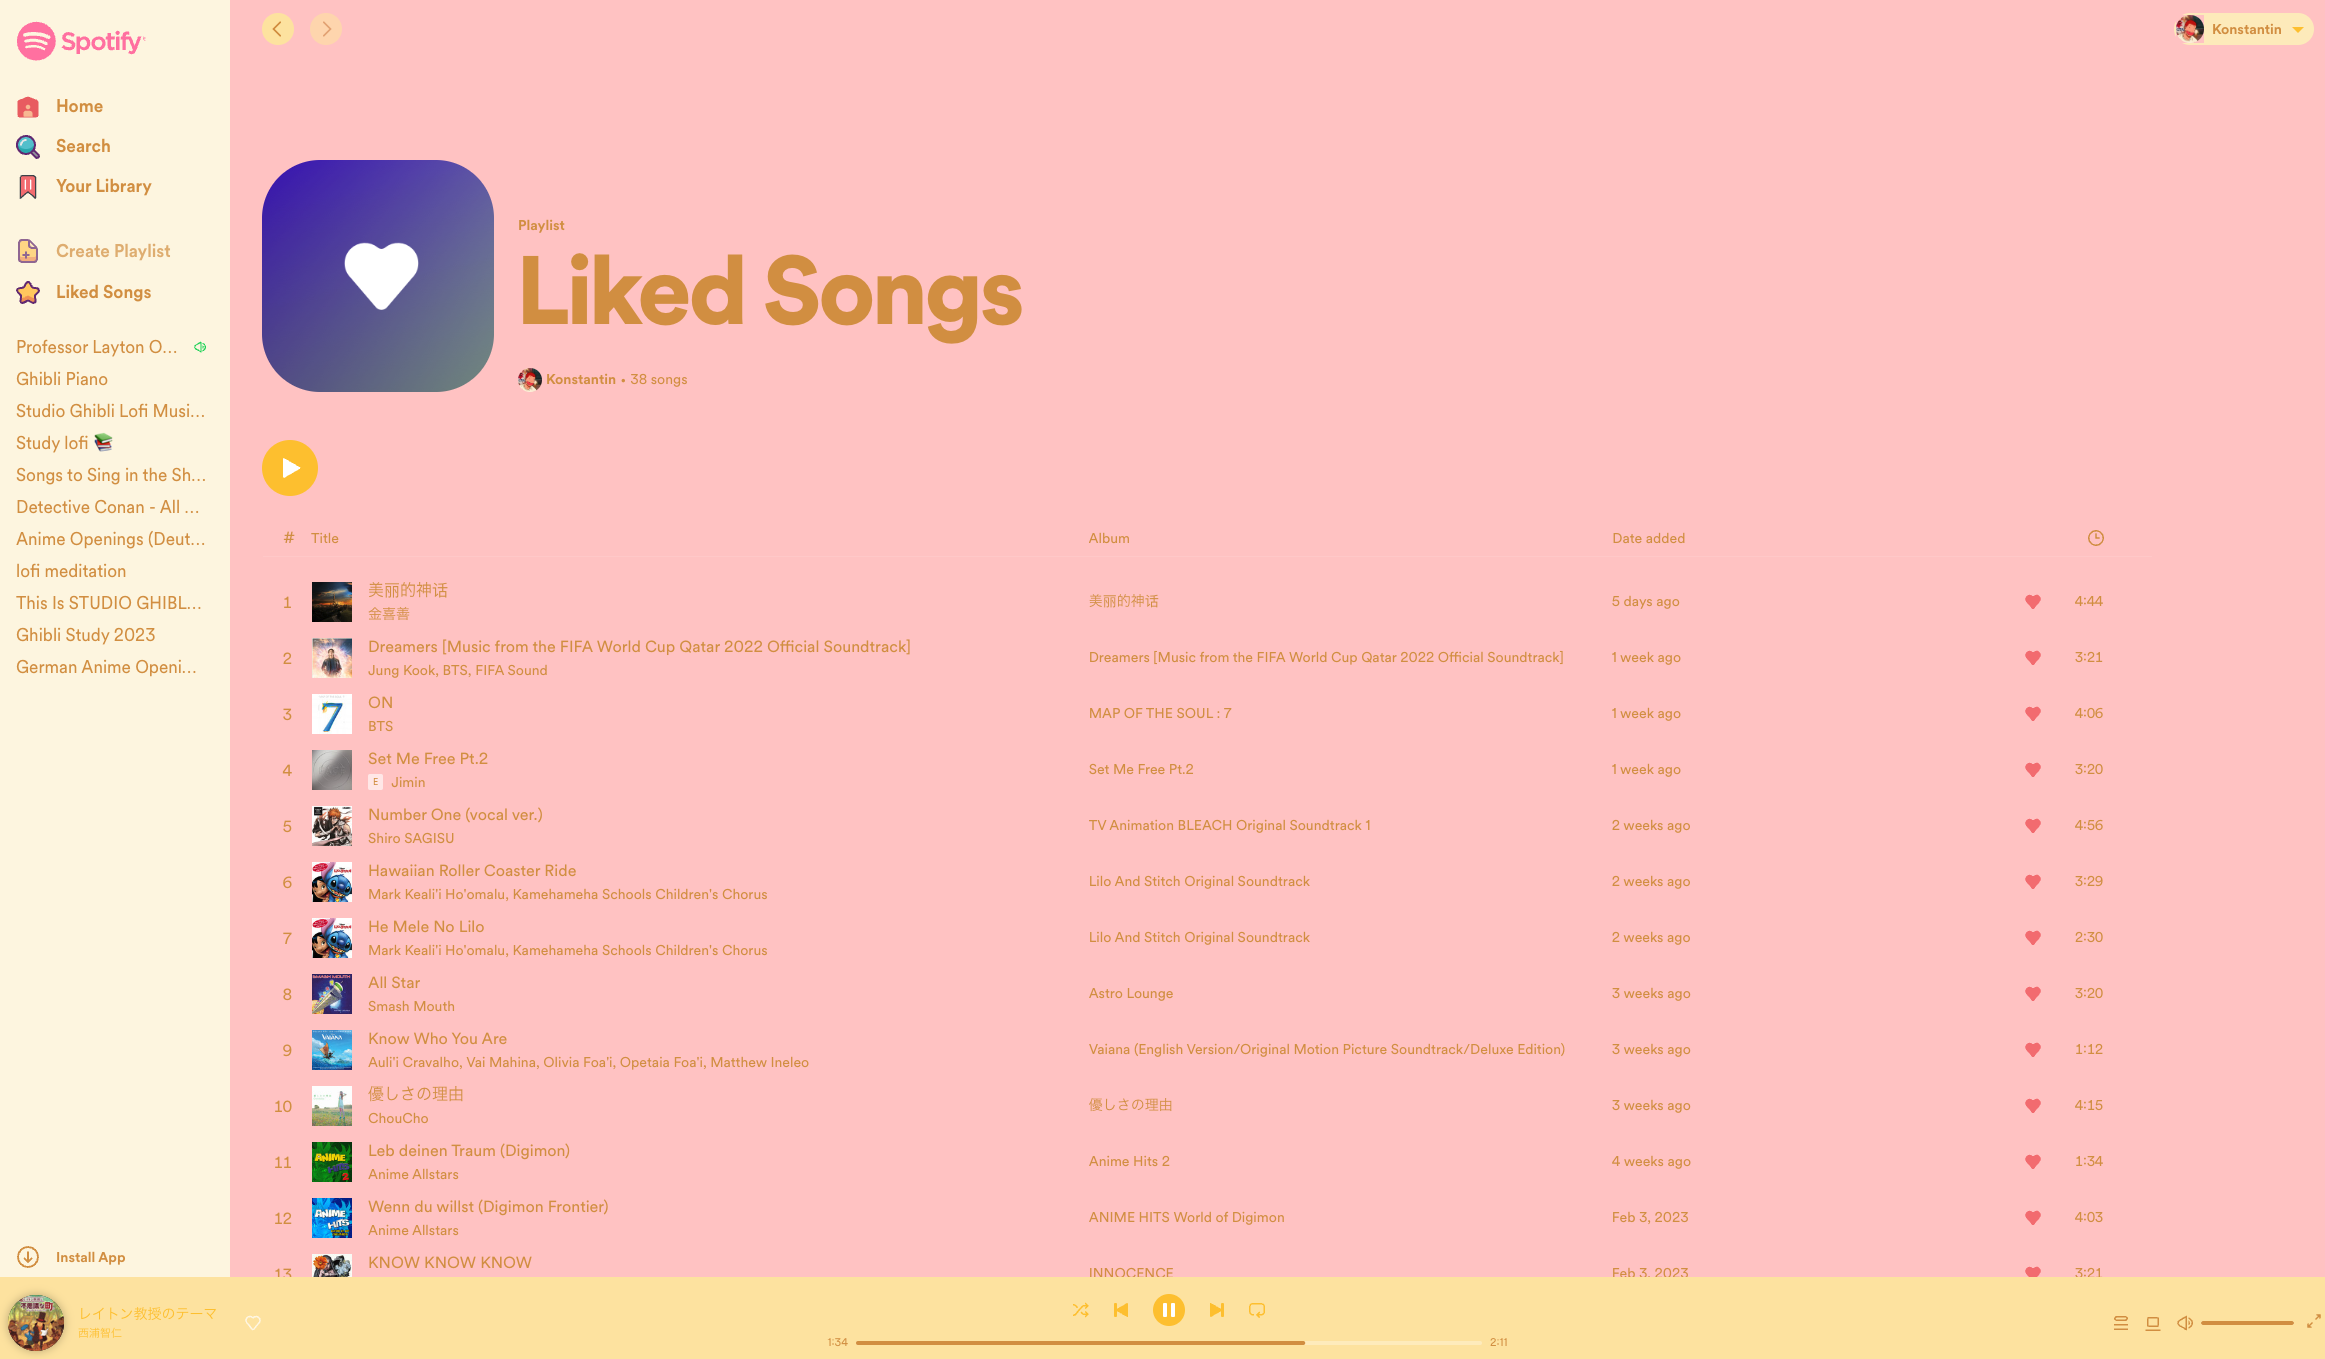 Spotify
Home
Search
Your Library
Create Playlist
Liked Songs
Professor Layton O...
Ghibli Piano
Studio Ghibli Lofi Musi...
Study lofi 📚
Songs to Sing in the Sh...
Detective Conan - All ...
Anime Openings (Deut...
lofi meditation
This Is STUDIO GHIBL...
Ghibli Study 2023
German Anime Openi...
Install App
Konstantin
Playlist
Liked Songs
Konstantin • 38 songs
# Title Album Date added
1 美丽的神话 美丽的神话 5 days ago 4:44
金喜善
2 Dreamers [Music from the FIFA World Cup Qatar 2022 Official Soundtrack] Dreamers [Music from the FIFA World Cup Qatar 2022 Official Soundtrack] 1 week ago 3:21
Jung Kook, BTS, FIFA Sound
3 ON MAP OF THE SOUL : 7 1 week ago 4:06
BTS
4 Set Me Free Pt.2 Set Me Free Pt.2 1 week ago 3:20
E Jimin
5 Number One (vocal ver.) TV Animation BLEACH Original Soundtrack 1 2 weeks ago 4:56
Shiro SAGISU
6 Hawaiian Roller Coaster Ride Lilo And Stitch Original Soundtrack 2 weeks ago 3:29
Mark Keali'i Ho'omalu, Kamehameha Schools Children's Chorus
7 He Mele No Lilo Lilo And Stitch Original Soundtrack 2 weeks ago 2:30
Mark Keali'i Ho'omalu, Kamehameha Schools Children's Chorus
8 All Star Astro Lounge 3 weeks ago 3:20
Smash Mouth
9 Know Who You Are Vaiana (English Version/Original Motion Picture Soundtrack/Deluxe Edition) 3 weeks ago 1:12
Auli'i Cravalho, Vai Mahina, Olivia Foa'i, Opetaia Foa'i, Matthew Ineleo
10 優しさの理由 優しさの理由 3 weeks ago 4:15
ChouCho
11 Leb deinen Traum (Digimon) Anime Hits 2 4 weeks ago 1:34
Anime Allstars
12 Wenn du willst (Digimon Frontier) ANIME HITS World of Digimon Feb 3, 2023 4:03
Anime Allstars
13 KNOW KNOW KNOW INNOCENCE Feb 3, 2023 3:21
レイトン教授のテーマ
西浦智仁
1:34 2:11